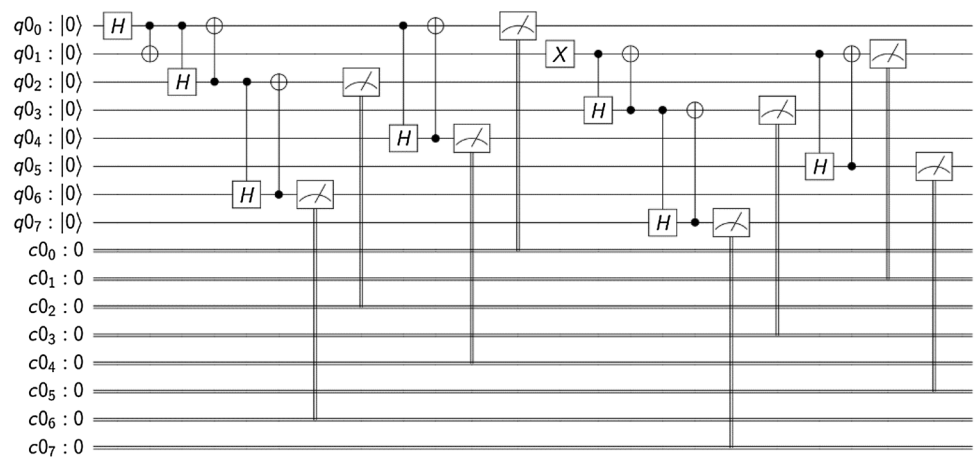 q0₀ : |0⟩ H
q0₁ : |0⟩ X
q0₂ : |0⟩ H
q0₃ : |0⟩ H
q0₄ : |0⟩ H
q0₅ : |0⟩ H
q0₆ : |0⟩ H
q0₇ : |0⟩ H
c0₀ : 0
c0₁ : 0
c0₂ : 0
c0₃ : 0
c0₄ : 0
c0₅ : 0
c0₆ : 0
c0₇ : 0